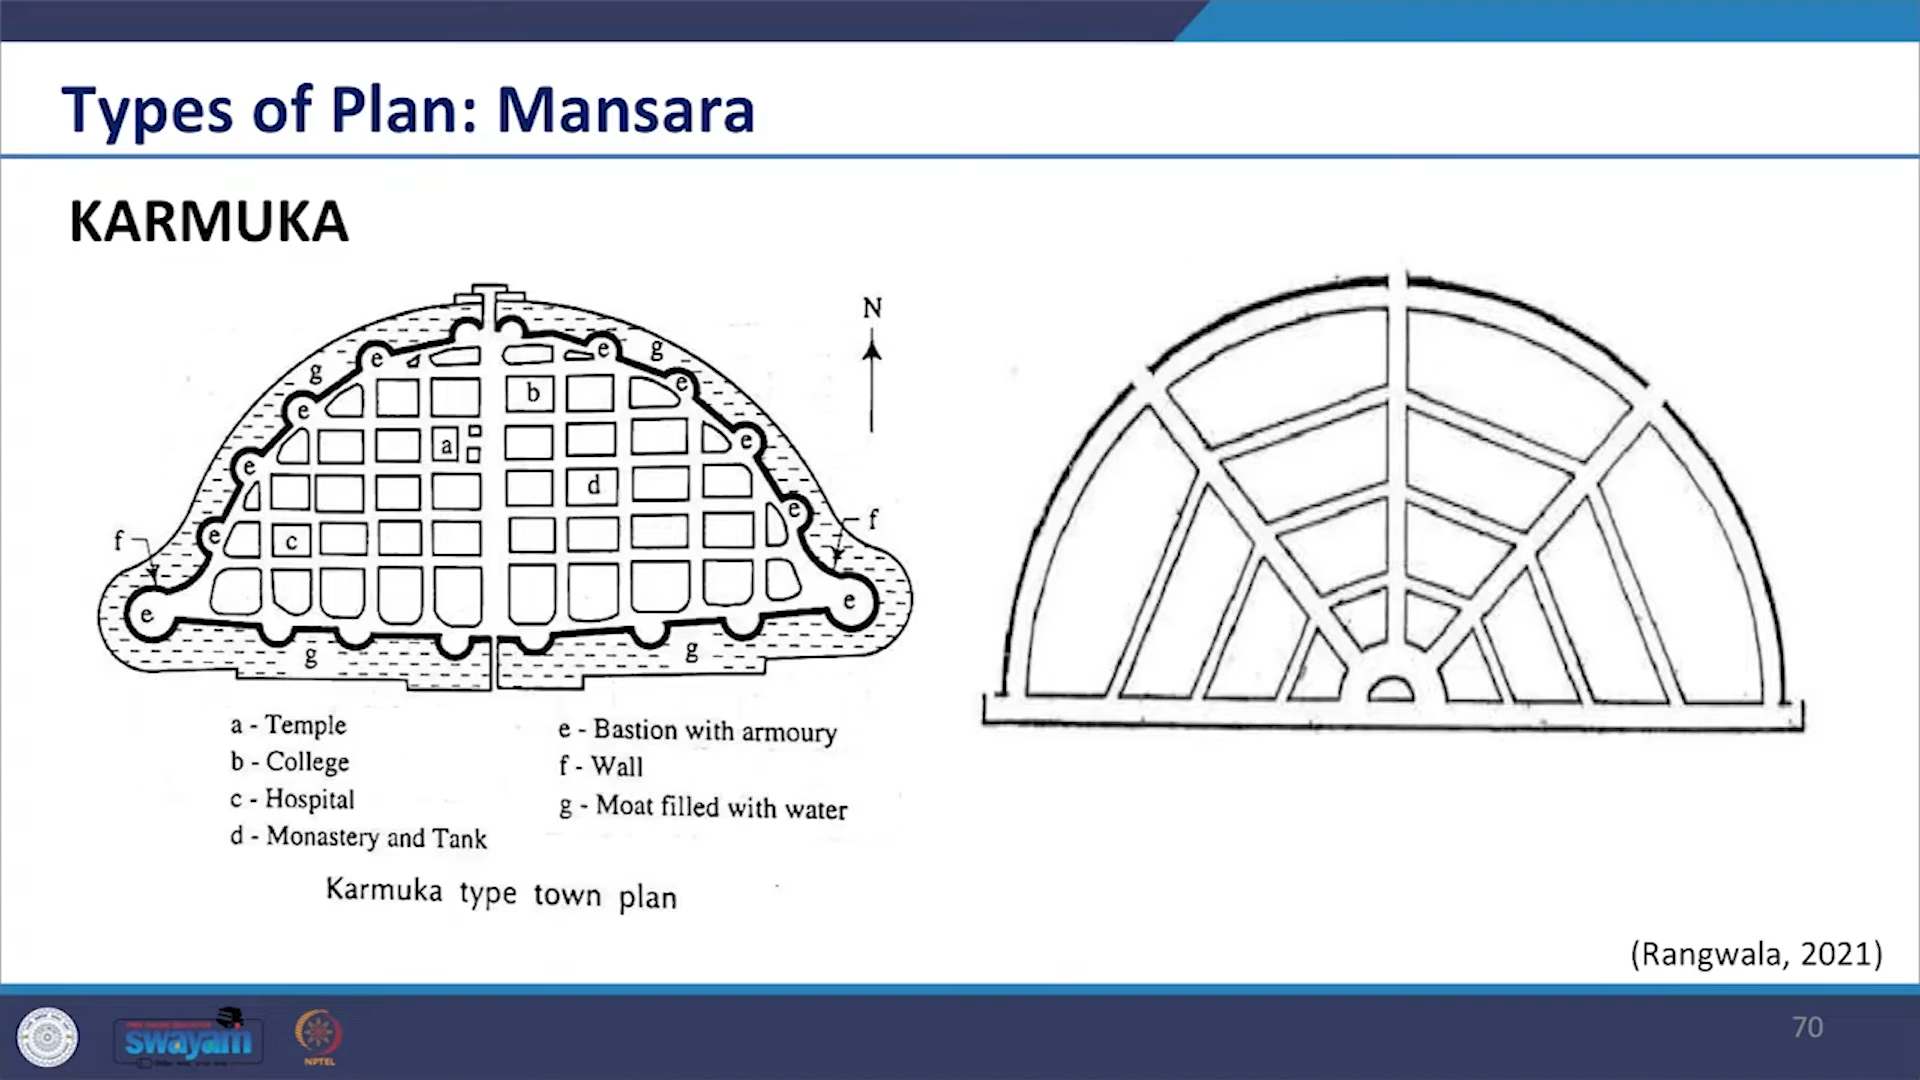 Types of Plan: Mansara
KARMUKA
N
e
g
e
g
e
b
e
e
a
e
e
d
e
f
f
e
c
e
e
g
g
a - Temple
b - College
c - Hospital
d - Monastery and Tank
e - Bastion with armoury
f - Wall
g - Moat filled with water
Karmuka type town plan
(Rangwala, 2021)
swayam
NPTEL
70